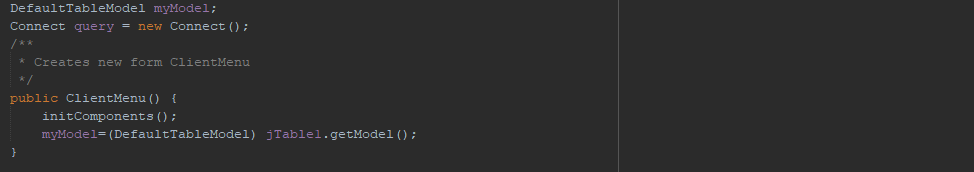 DefaultTableModel myModel;
Connect query = new Connect();
/**
 * Creates new form ClientMenu
 */
public ClientMenu() {
    initComponents();
    myModel=(DefaultTableModel) jTable1.getModel();
}